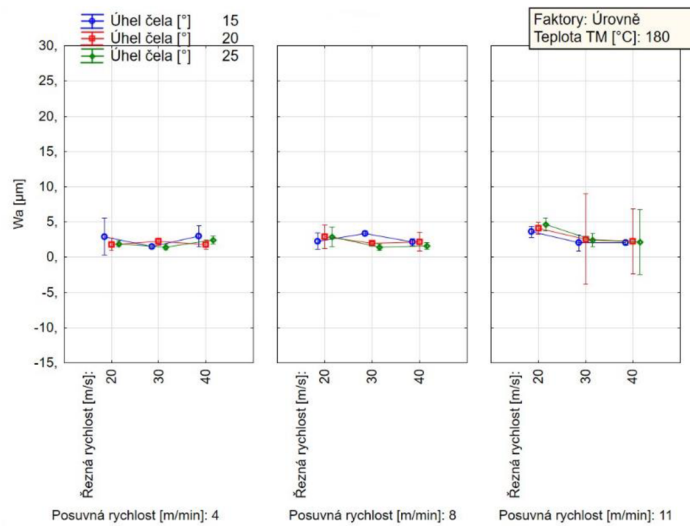 Úhel čela [°] 15
Úhel čela [°] 20
Úhel čela [°] 25
Faktory: Úrovně
Teplota TM [°C]: 180
Wa [µm]
30,
25,
20,
15,
10,
5,
0,
-5,
-10,
-15,
Řezná rychlost [m/s]:
20
30
40
Řezná rychlost [m/s]:
20
30
40
Řezná rychlost [m/s]:
20
30
40
Posuvná rychlost [m/min]: 4
Posuvná rychlost [m/min]: 8
Posuvná rychlost [m/min]: 11